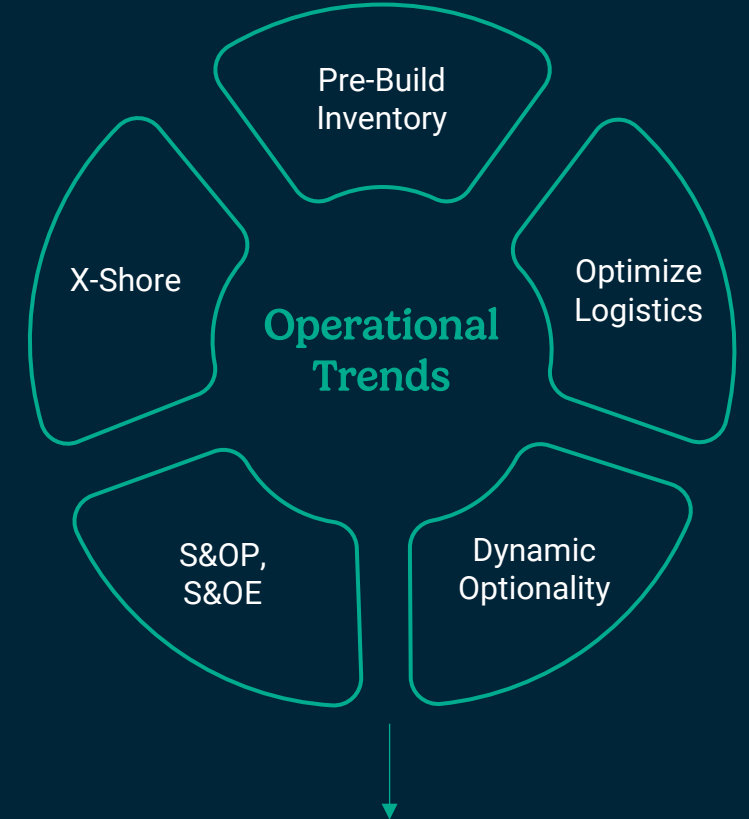 Pre-Build
Inventory
X-Shore
Optimize
Logistics
Operational
Trends
S&OP,
S&OE
Dynamic
Optionality